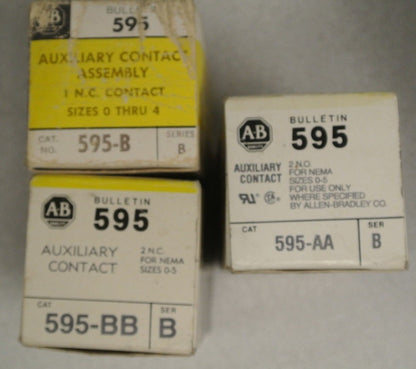 BULLETIN
595
AUXILIARY CONTACT
ASSEMBLY
1 N.C. CONTACT
SIZES 0 THRU 4
CAT. NO. 595-B
SERIES B
AB
BULLETIN
595
AUXILIARY
CONTACT
2 N.O.
FOR NEMA
SIZES 0-5
FOR USE ONLY
WHERE SPECIFIED
BY ALLEN-BRADLEY CO.
CAT 595-AA
SER B
AB
BULLETIN
595
AUXILIARY
CONTACT
2 N.C.
FOR NEMA
SIZES 0-5
CAT 595-BB
SER B